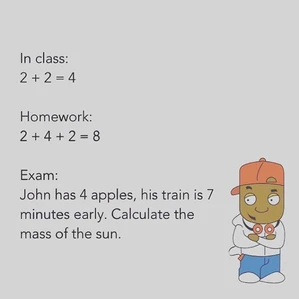 In class:
2 + 2 = 4
Homework:
2 + 4 + 2 = 8
Exam:
John has 4 apples, his train is 7
minutes early. Calculate the
mass of the sun.